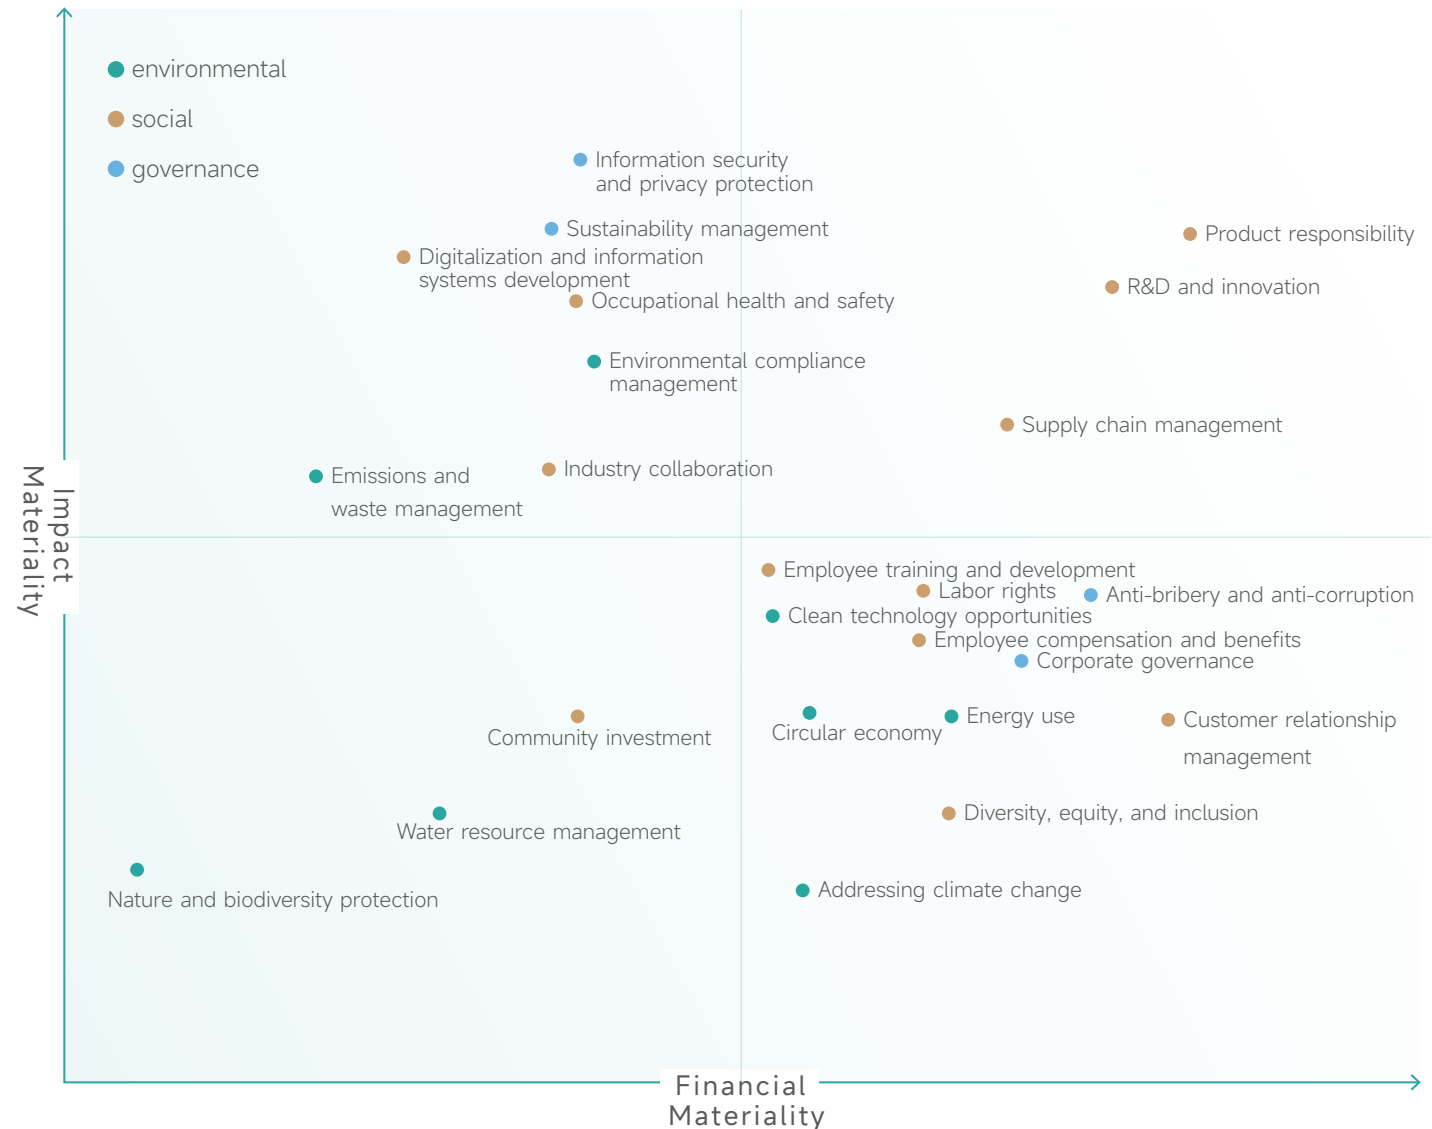 environmental
social
governance
Information security
and privacy protection
Sustainability management
Product responsibility
Digitalization and information
systems development
R&D and innovation
Occupational health and safety
Environmental compliance
management
Supply chain management
Industry collaboration
Emissions and
waste management
Impact
Materiality
Employee training and development
Labor rights
Anti-bribery and anti-corruption
Clean technology opportunities
Employee compensation and benefits
Corporate governance
Community investment
Circular economy
Energy use
Customer relationship
management
Water resource management
Diversity, equity, and inclusion
Nature and biodiversity protection
Addressing climate change
Financial
Materiality